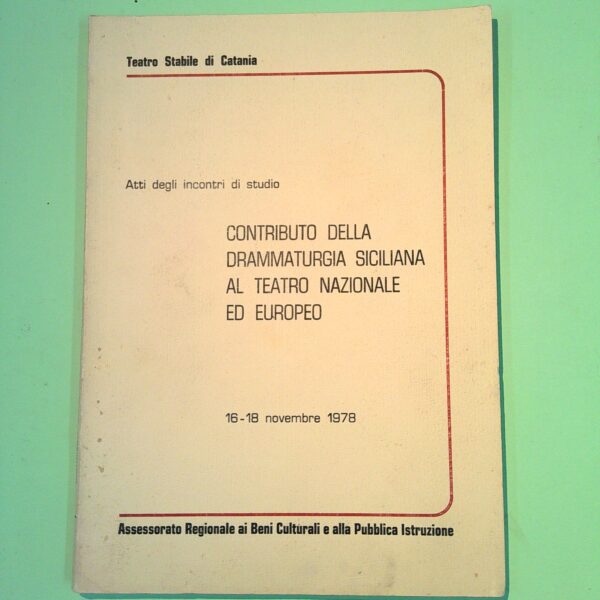 Teatro Stabile di Catania
Atti degli incontri di studio
CONTRIBUTO DELLA
DRAMMATURGIA SICILIANA
AL TEATRO NAZIONALE
ED EUROPEO
16-18 novembre 1978
Assessorato Regionale ai Beni Culturali e alla Pubblica Istruzione